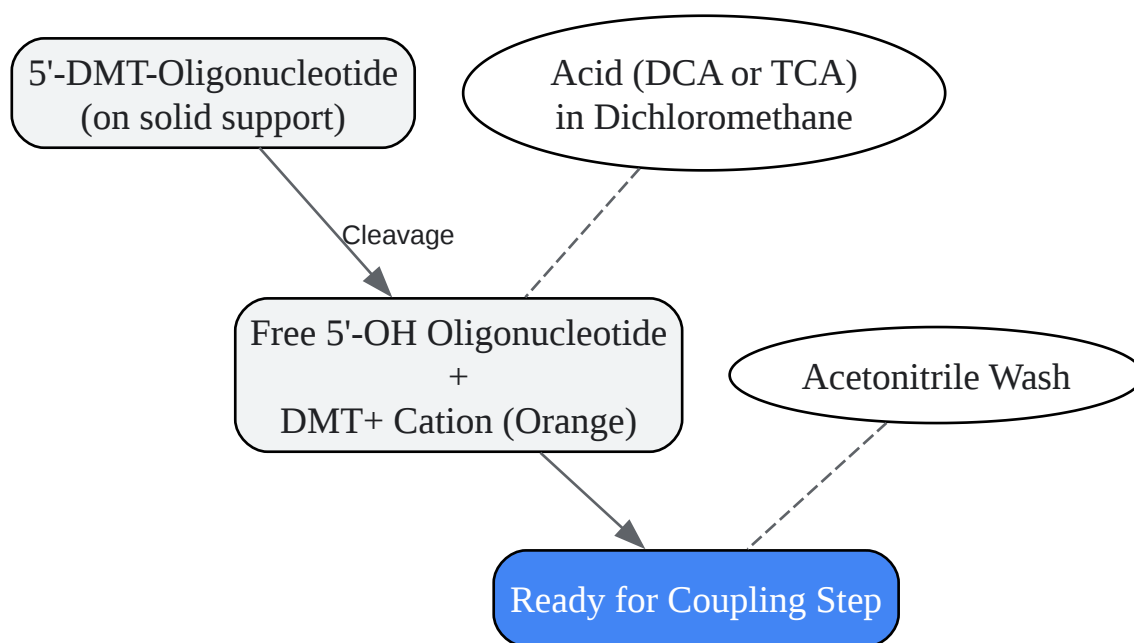 5'-DMT-Oligonucleotide
(on solid support)
Acid (DCA or TCA)
in Dichloromethane
Cleavage
Free 5'-OH Oligonucleotide
+
DMT+ Cation (Orange)
Acetonitrile Wash
Ready for Coupling Step